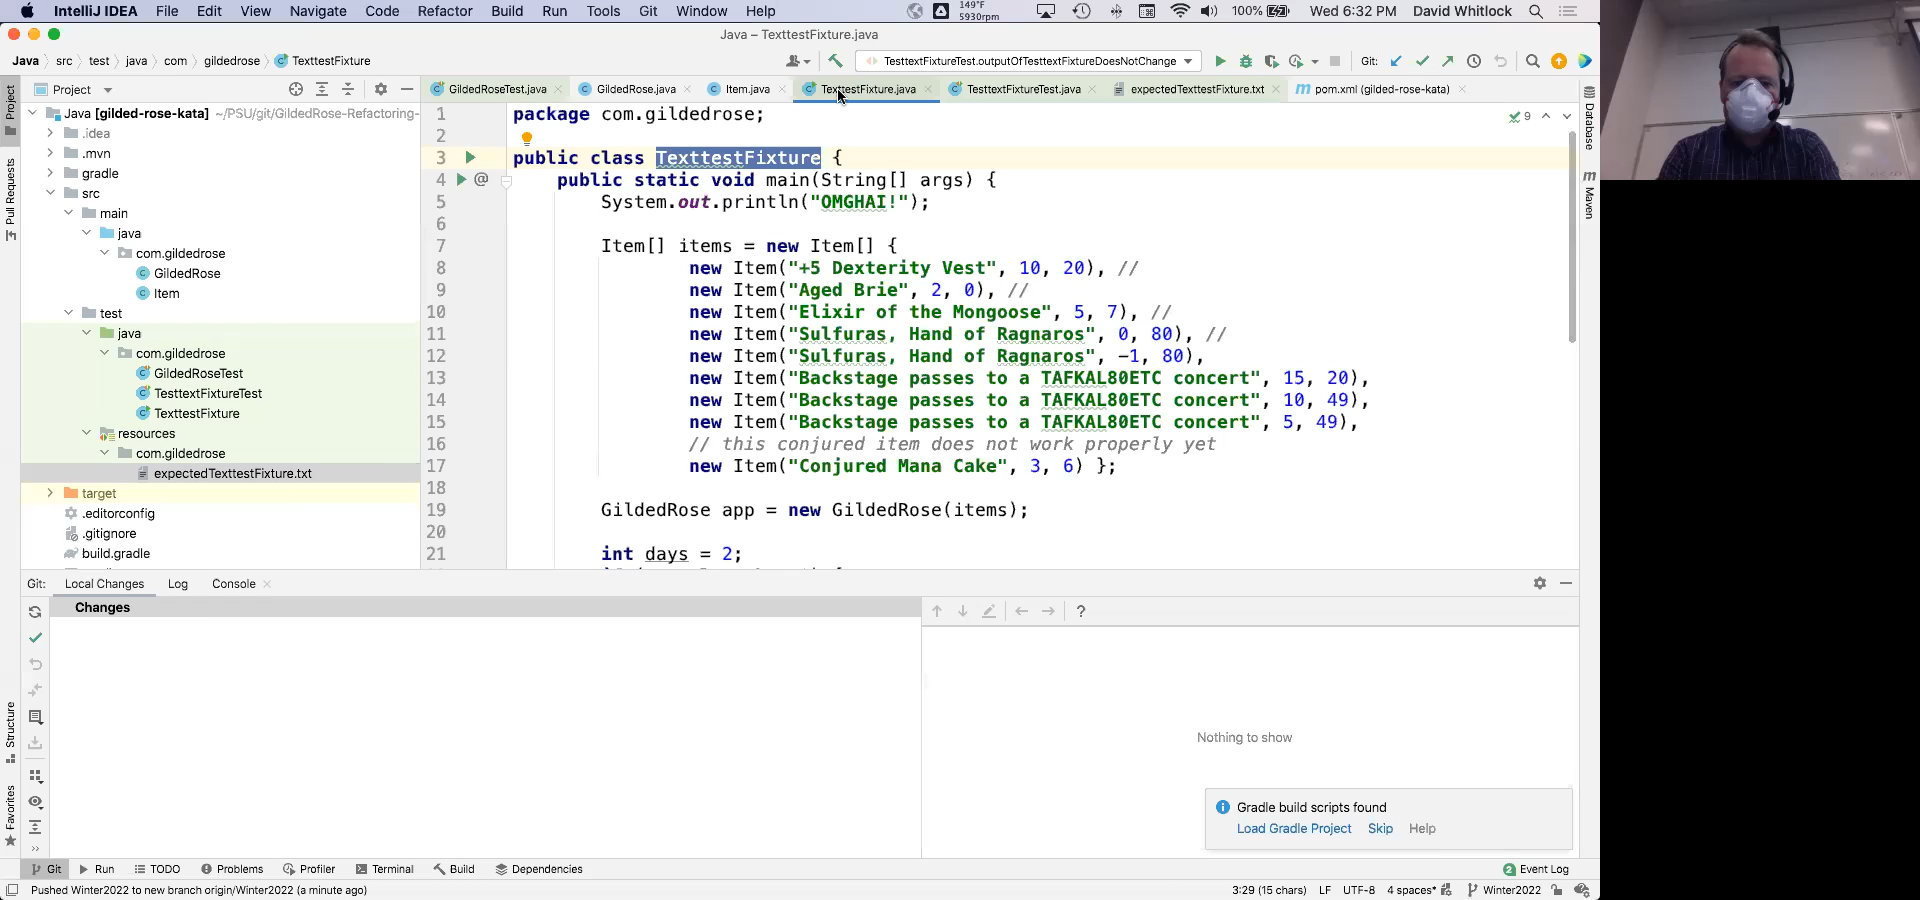 IntelliJ IDEA File Edit View Navigate Code Refactor Build Run Tools Git Window Help 149°F 5930rpm 100% Wed 6:32 PM David Whitlock
Java – TexttestFixture.java
Java src test java com gildedrose TexttestFixture TesttextFixtureTest.outputOfTesttextFixtureDoesNotChange Git:
Project GildedRoseTest.java GildedRose.java Item.java TexttestFixture.java TesttextFixtureTest.java expectedTexttestFixture.txt pom.xml (gilded-rose-kata)
Project
Pull Requests
Structure
Favorites
Database
Maven
Java [gilded-rose-kata] ~/PSU/git/GildedRose-Refactoring-
.idea
.mvn
gradle
src
main
java
com.gildedrose
GildedRose
Item
test
java
com.gildedrose
GildedRoseTest
TesttextFixtureTest
TexttestFixture
resources
com.gildedrose
expectedTexttestFixture.txt
target
.editorconfig
.gitignore
build.gradle
9
1 package com.gildedrose;
2
3 public class TexttestFixture {
4 @ public static void main(String[] args) {
5 System.out.println("OMGHAI!");
6
7 Item[] items = new Item[] {
8 new Item("+5 Dexterity Vest", 10, 20), //
9 new Item("Aged Brie", 2, 0), //
10 new Item("Elixir of the Mongoose", 5, 7), //
11 new Item("Sulfuras, Hand of Ragnaros", 0, 80), //
12 new Item("Sulfuras, Hand of Ragnaros", -1, 80),
13 new Item("Backstage passes to a TAFKAL80ETC concert", 15, 20),
14 new Item("Backstage passes to a TAFKAL80ETC concert", 10, 49),
15 new Item("Backstage passes to a TAFKAL80ETC concert", 5, 49),
16 // this conjured item does not work properly yet
17 new Item("Conjured Mana Cake", 3, 6) };
18
19 GildedRose app = new GildedRose(items);
20
21 int days = 2;
Git: Local Changes Log Console
Changes
?
Nothing to show
Gradle build scripts found
Load Gradle Project Skip Help
Git Run TODO Problems Profiler Terminal Build Dependencies 2 Event Log
Pushed Winter2022 to new branch origin/Winter2022 (a minute ago) 3:29 (15 chars) LF UTF-8 4 spaces* Winter2022